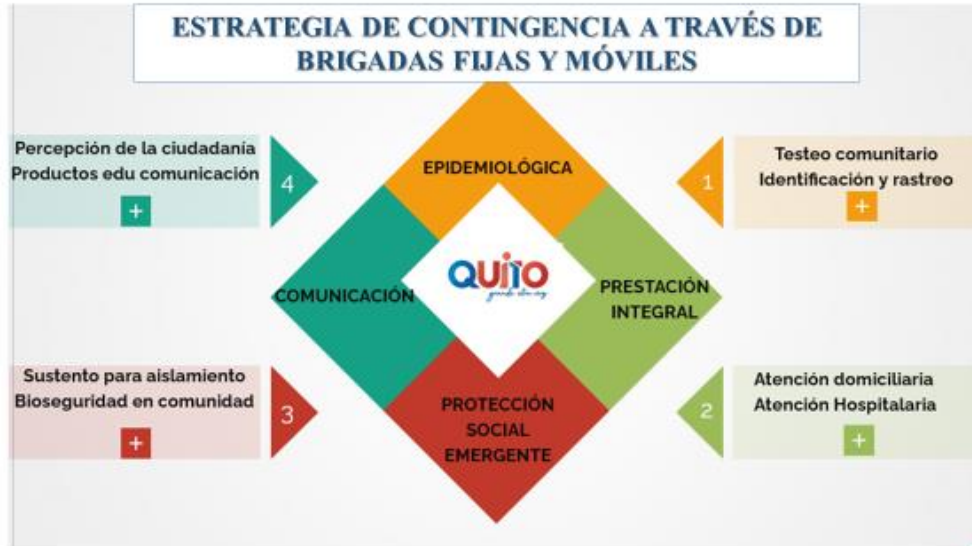 ESTRATEGIA DE CONTINGENCIA A TRAVÉS DE
BRIGADAS FIJAS Y MÓVILES
EPIDEMIOLÓGICA
1
Testeo comunitario
Identificación y rastreo
+
PRESTACIÓN
INTEGRAL
2
Atención domiciliaria
Atención Hospitalaria
+
PROTECCIÓN
SOCIAL
EMERGENTE
3
Sustento para aislamiento
Bioseguridad en comunidad
+
COMUNICACIÓN
4
Percepción de la ciudadanía
Productos edu comunicación
+
QUITO